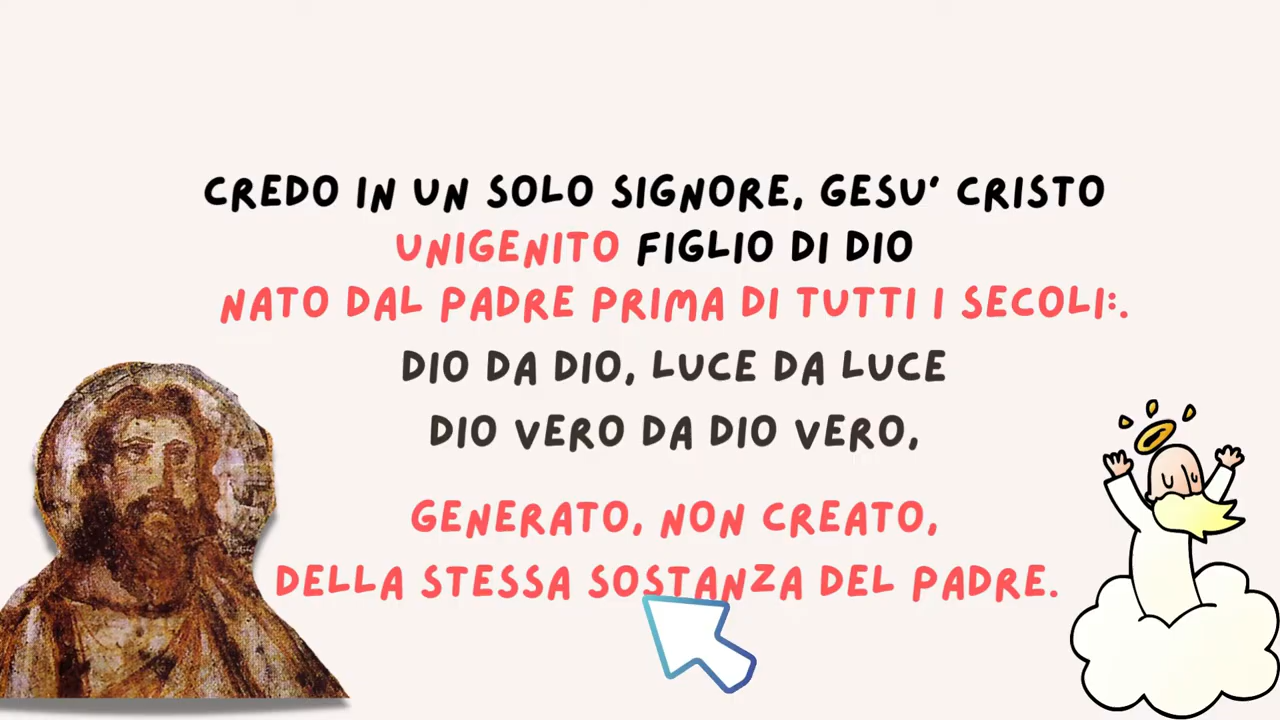 CREDO IN UN SOLO SIGNORE, GESU' CRISTO
UNIGENITO FIGLIO DI DIO
NATO DAL PADRE PRIMA DI TUTTI I SECOLI:.
DIO DA DIO, LUCE DA LUCE
DIO VERO DA DIO VERO,
GENERATO, NON CREATO,
DELLA STESSA SOSTANZA DEL PADRE.